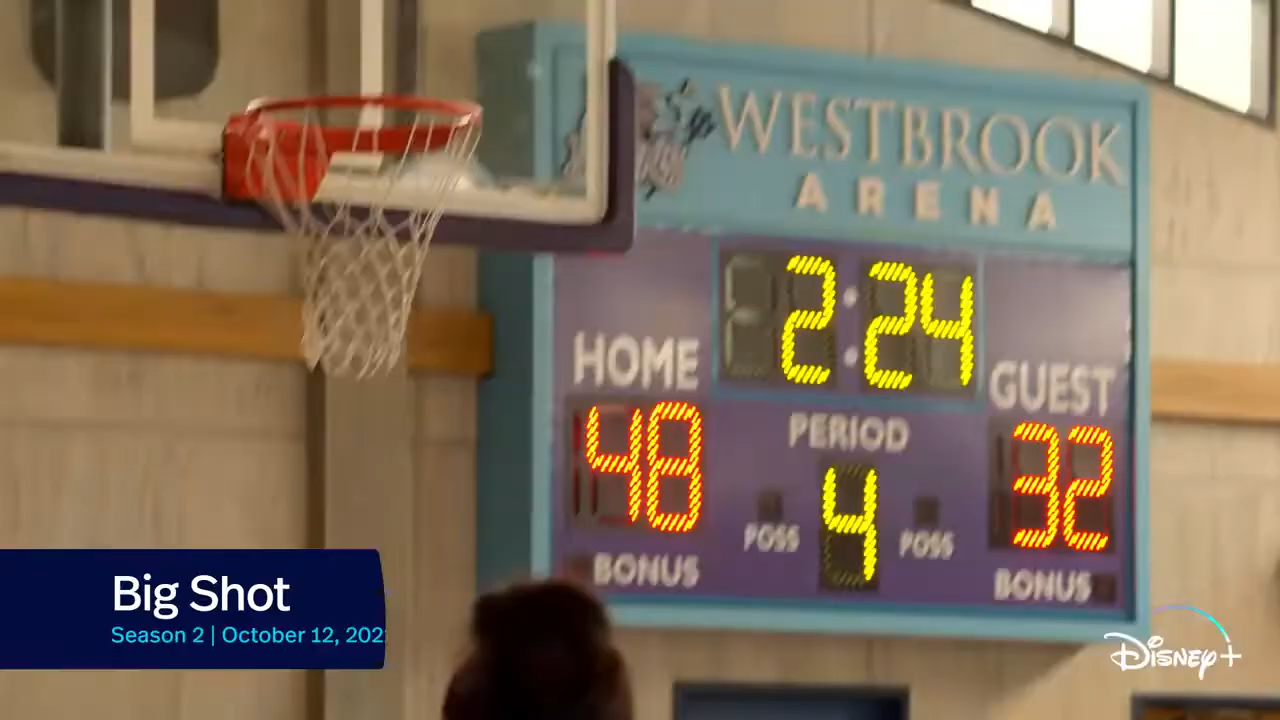 WESTBROOK
ARENA
2:24
HOME
GUEST
48
PERIOD
32
4
POSS
POSS
BONUS
BONUS
Big Shot
Season 2 | October 12, 202
Disney+